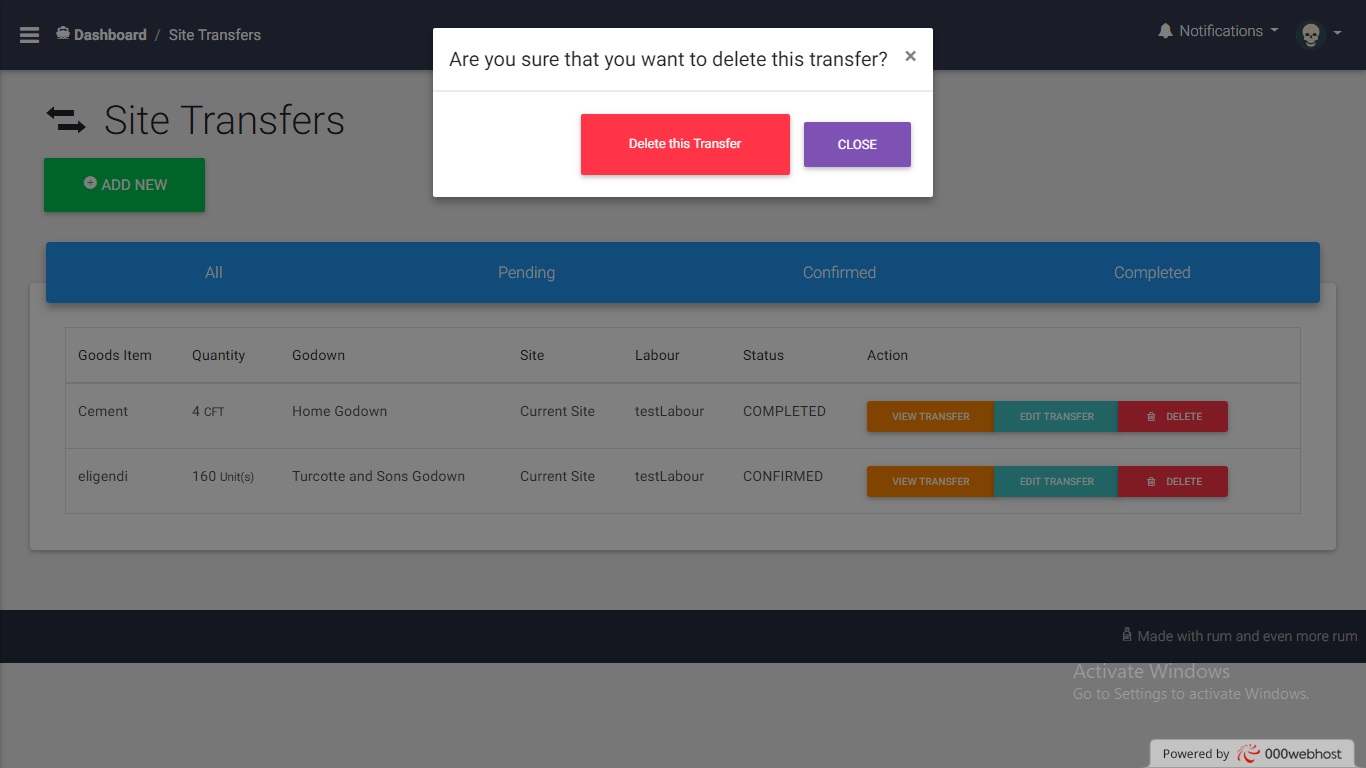 Dashboard / Site Transfers
Notifications
Are you sure that you want to delete this transfer? ×
Delete this Transfer
CLOSE
Site Transfers
ADD NEW
All Pending Confirmed Completed
Goods Item Quantity Godown Site Labour Status Action
Cement 4 CFT Home Godown Current Site testLabour COMPLETED VIEW TRANSFER EDIT TRANSFER DELETE
eligendi 160 Unit(s) Turcotte and Sons Godown Current Site testLabour CONFIRMED VIEW TRANSFER EDIT TRANSFER DELETE
Made with rum and even more rum
Activate Windows
Go to Settings to activate Windows.
Powered by 000webhost